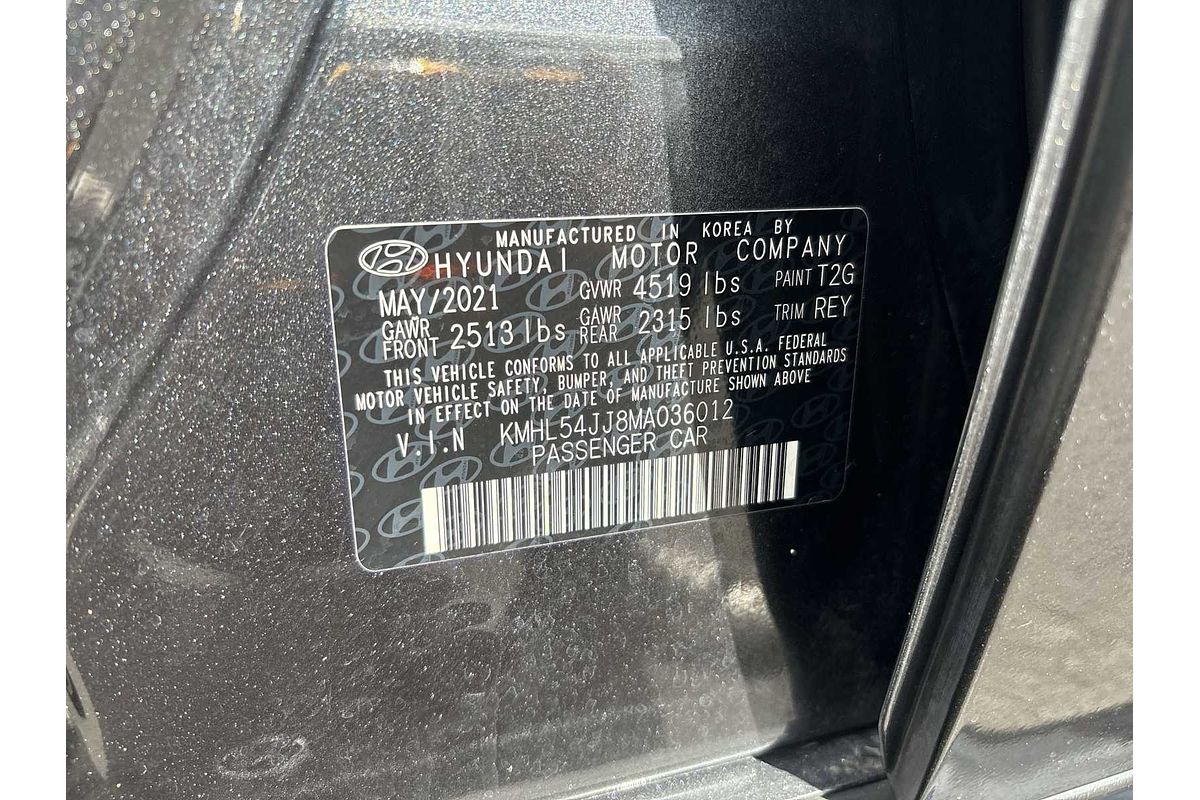 MANUFACTURED IN KOREA BY
HYUNDAI MOTOR COMPANY
MAY/2021 GVWR 4519 lbs PAINT T2G
GAWR FRONT 2513 lbs GAWR REAR 2315 lbs TRIM REY
THIS VEHICLE CONFORMS TO ALL APPLICABLE U.S.A. FEDERAL
MOTOR VEHICLE SAFETY, BUMPER, AND THEFT PREVENTION STANDARDS
IN EFFECT ON THE DATE OF MANUFACTURE SHOWN ABOVE
V.I.N KMHL54JJ8MA036012
PASSENGER CAR